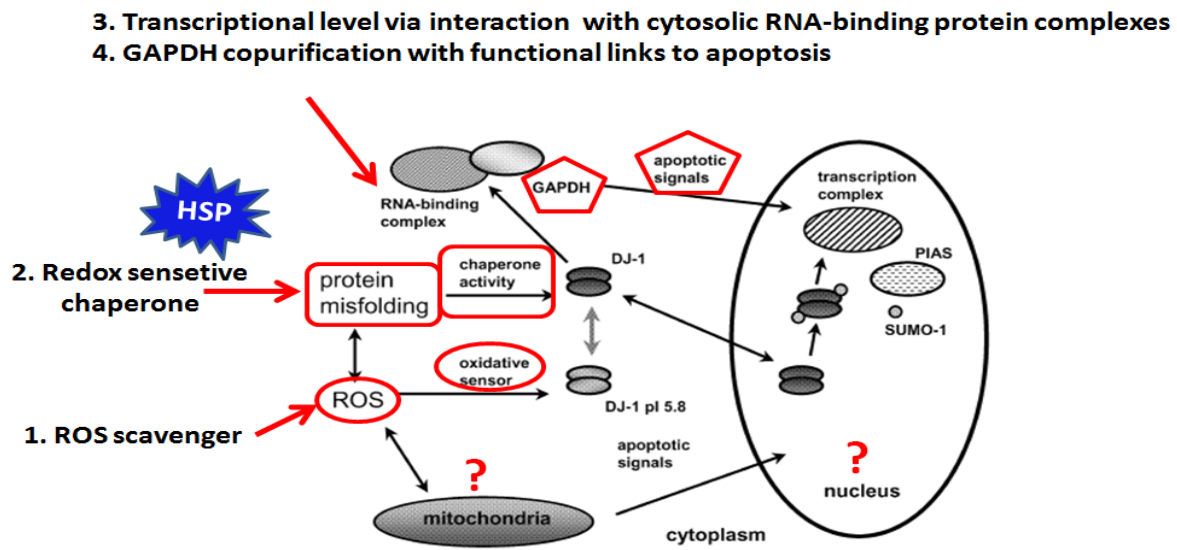 3. Transcriptional level via interaction with cytosolic RNA-binding protein complexes
4. GAPDH copurification with functional links to apoptosis
apoptotic
signals
GAPDH
transcription
complex
RNA-binding
complex
HSP
PIAS
DJ-1
chaperone
activity
2. Redox sensetive
chaperone
protein
misfolding
SUMO-1
oxidative
sensor
ROS
DJ-1 pI 5.8
1. ROS scavenger
apoptotic
signals
?
?
nucleus
mitochondria
cytoplasm